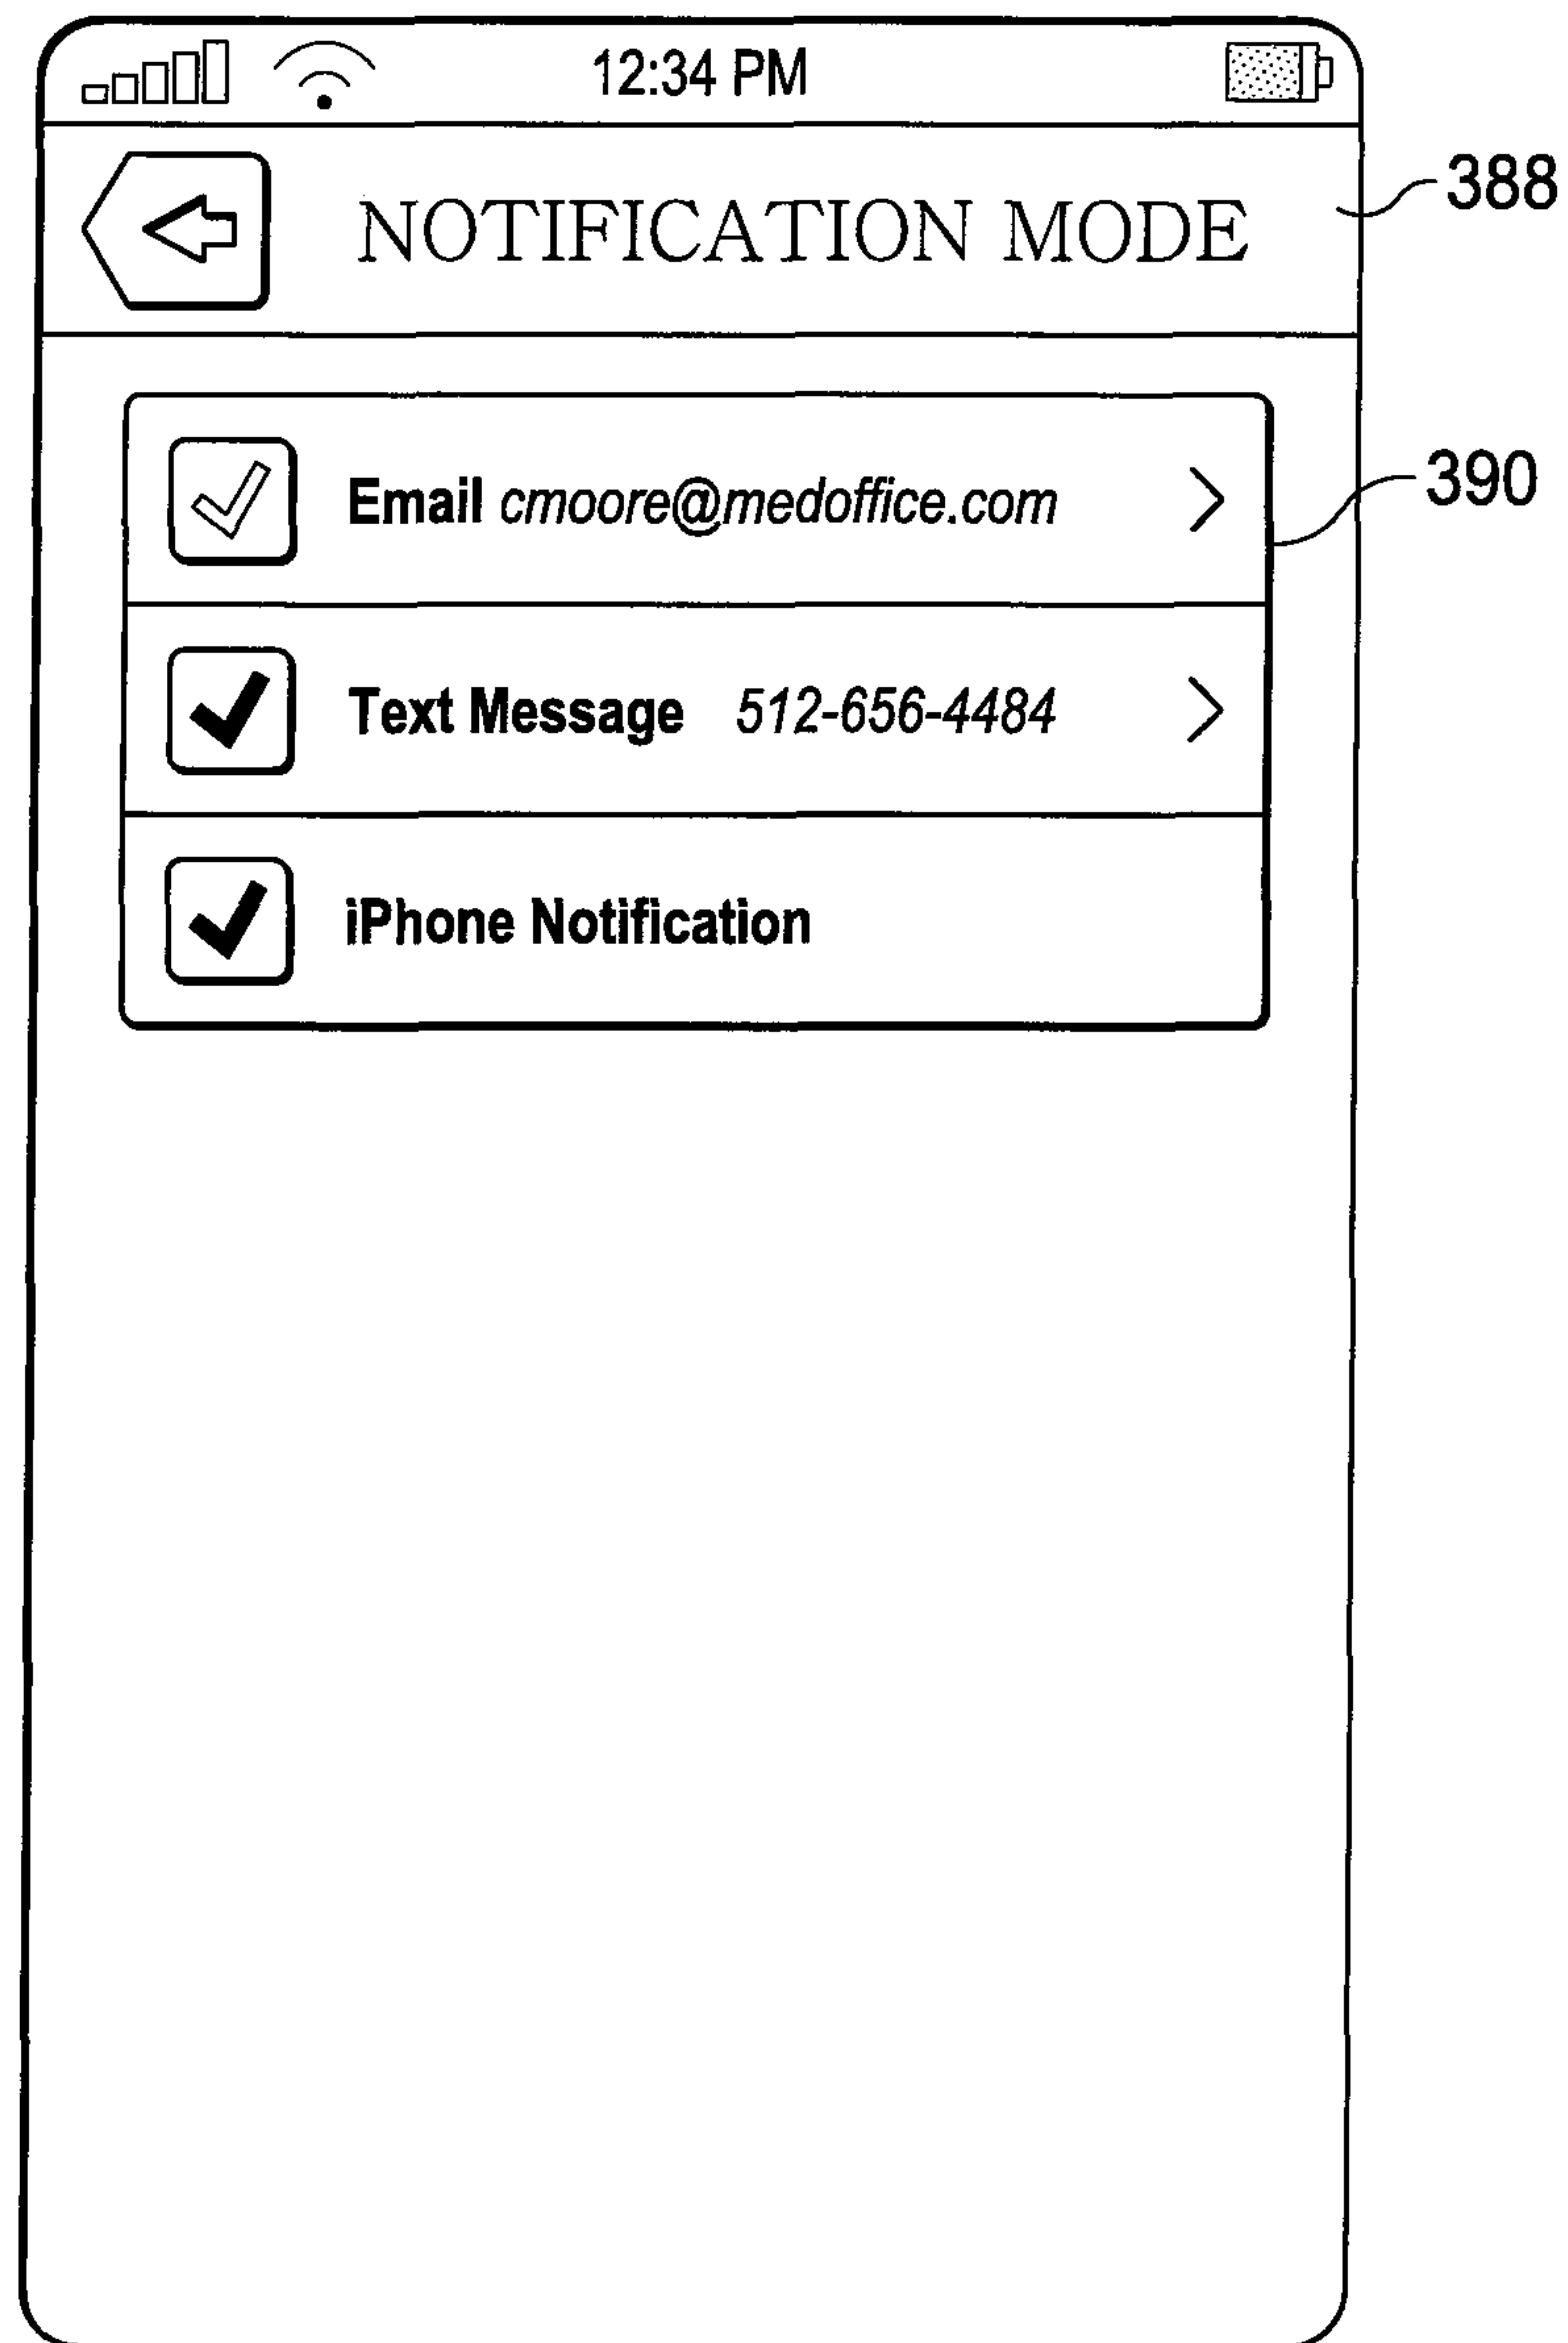 12:34 PM
NOTIFICATION MODE
388
Email cmoore@medoffice.com
390
Text Message 512-656-4484
iPhone Notification